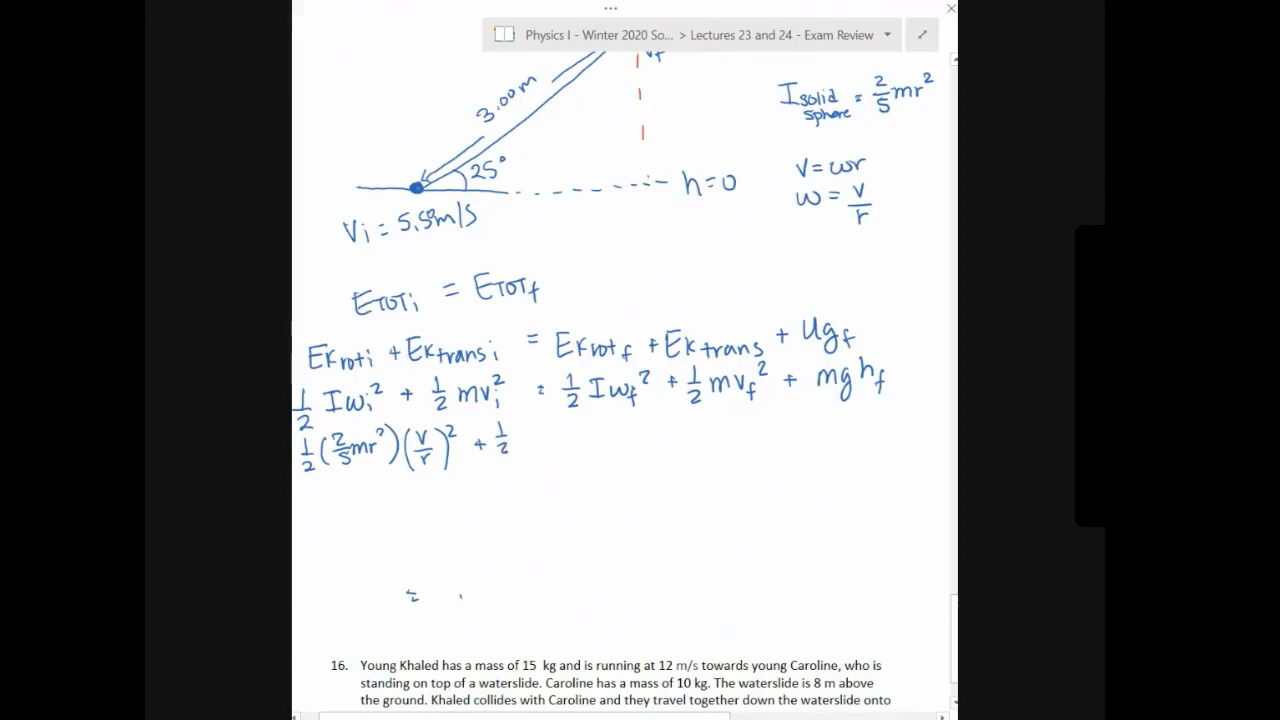 Physics I - Winter 2020 So... > Lectures 23 and 24 - Exam Review
Vf
3.00m
25°
h=0
Vi = 5.5m/s
Isolid sphere = 2/5 mr²
V=ωr
ω = V/r
ETOTi = ETOTf
EKroti + EKtransi = EKrotf + EKtrans + Ugf
1/2 Iωi² + 1/2 mvi² = 1/2 Iωf² + 1/2 mvf² + mghf
1/2 (2/5 mr²)(V/r)² + 1/2
=
16. Young Khaled has a mass of 15 kg and is running at 12 m/s towards young Caroline, who is
standing on top of a waterslide. Caroline has a mass of 10 kg. The waterslide is 8 m above
the ground. Khaled collides with Caroline and they travel together down the waterslide onto